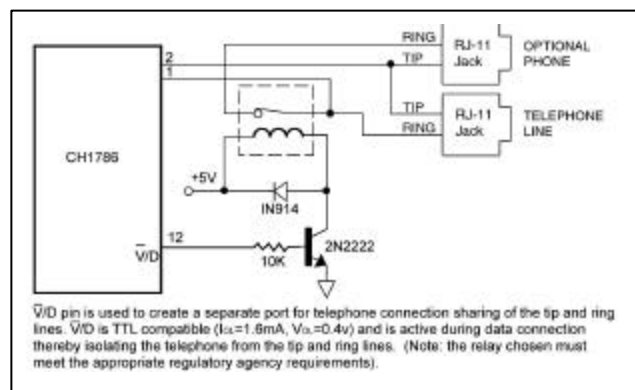 RING
RJ-11
Jack
OPTIONAL
PHONE
2
TIP
1
TIP
RJ-11
Jack
TELEPHONE
LINE
RING
CH1786
+5V
IN914
12
V̅/D
10K
2N2222
V̅/D pin is used to create a separate port for telephone connection sharing of the tip and ring
lines. V̅/D is TTL compatible (IOL=1.6mA, VOL=0.4v) and is active during data connection
thereby isolating the telephone from the tip and ring lines. (Note: the relay chosen must
meet the appropriate regulatory agency requirements).